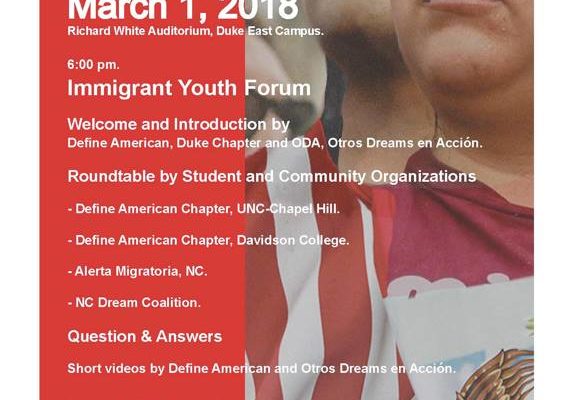 March 1, 2018
Richard White Auditorium, Duke East Campus.
6:00 pm.
Immigrant Youth Forum
Welcome and Introduction by
Define American, Duke Chapter and ODA, Otros Dreams en Acción.
Roundtable by Student and Community Organizations
- Define American Chapter, UNC-Chapel Hill.
- Define American Chapter, Davidson College.
- Alerta Migratoria, NC.
- NC Dream Coalition.
Question & Answers
Short videos by Define American and Otros Dreams en Acción.